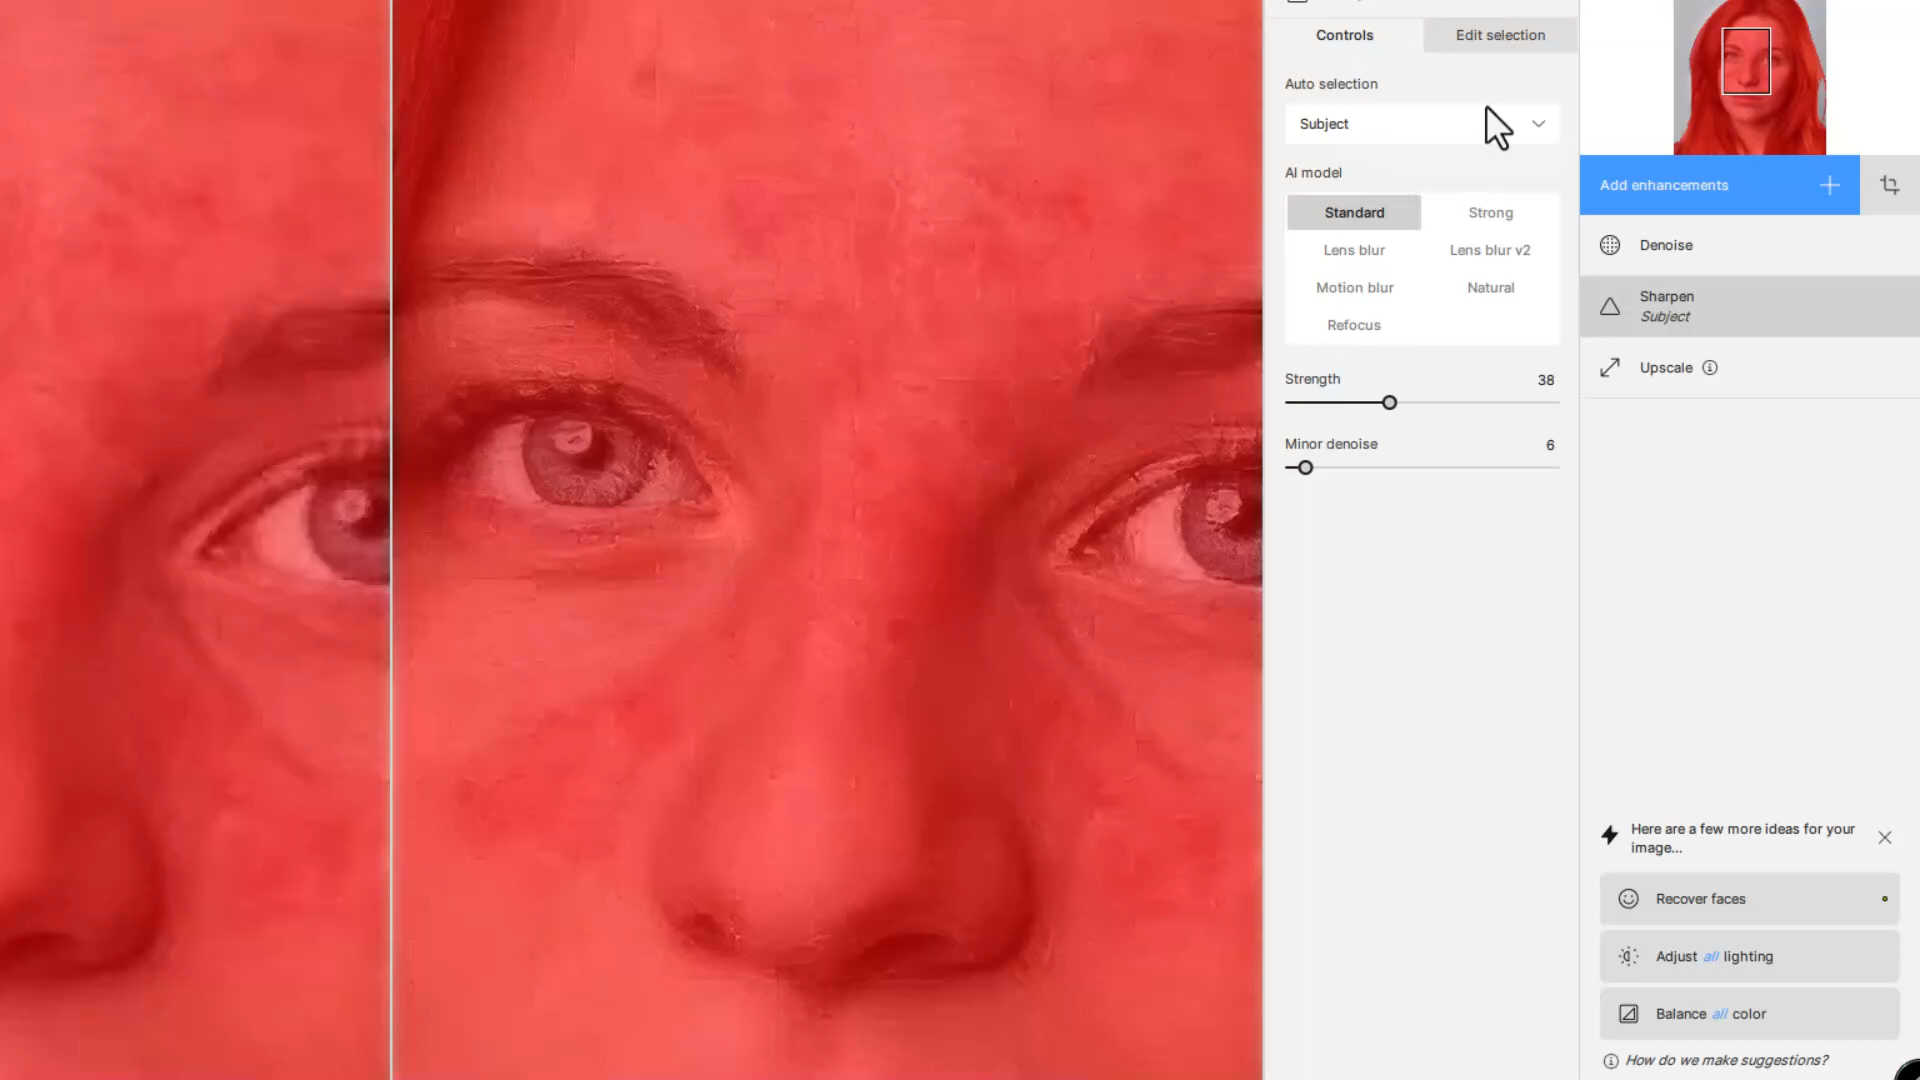 Controls
Edit selection
Auto selection
Subject
AI model
Standard
Strong
Lens blur
Lens blur v2
Motion blur
Natural
Refocus
Strength
38
Minor denoise
6
Add enhancements
Denoise
Sharpen
Subject
Upscale
Here are a few more ideas for your
image...
Recover faces
Adjust all lighting
Balance all color
How do we make suggestions?